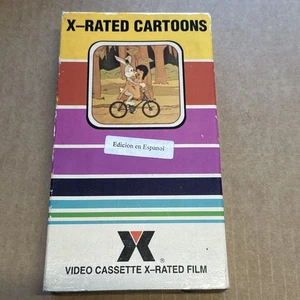 X-RATED CARTOONS
Edición en Español
X®
VIDEO CASSETTE X-RATED FILM